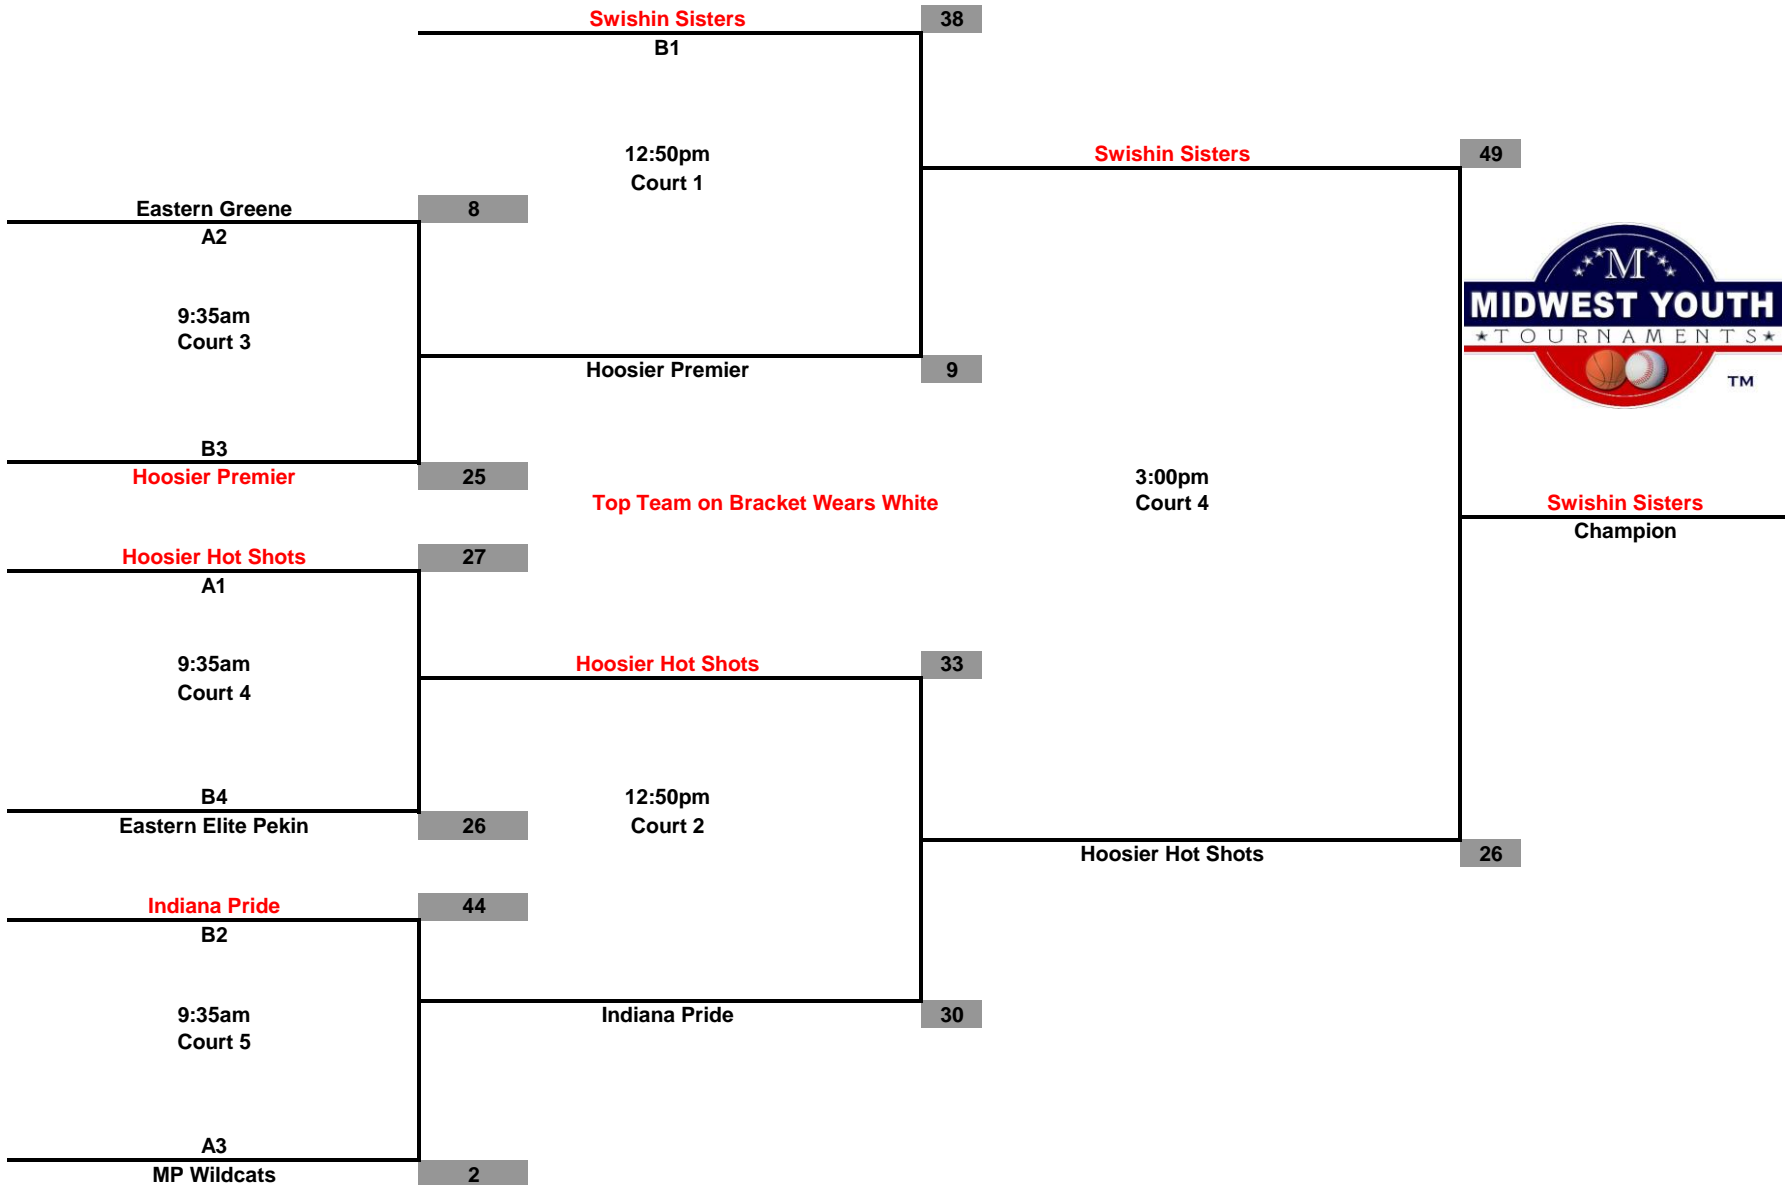 Swishin Sisters 38
B1
12:50pm
Court 1
Swishin Sisters 49
Eastern Greene 8
A2
9:35am
Court 3
Hoosier Premier 9
B3
Hoosier Premier 25
M
MIDWEST YOUTH
TOURNAMENTS
TM
Top Team on Bracket Wears White
3:00pm
Court 4
Swishin Sisters
Champion
Hoosier Hot Shots 27
A1
9:35am
Court 4
Hoosier Hot Shots 33
B4
Eastern Elite Pekin 26
12:50pm
Court 2
Hoosier Hot Shots 26
Indiana Pride 44
B2
9:35am
Court 5
Indiana Pride 30
A3
MP Wildcats 2